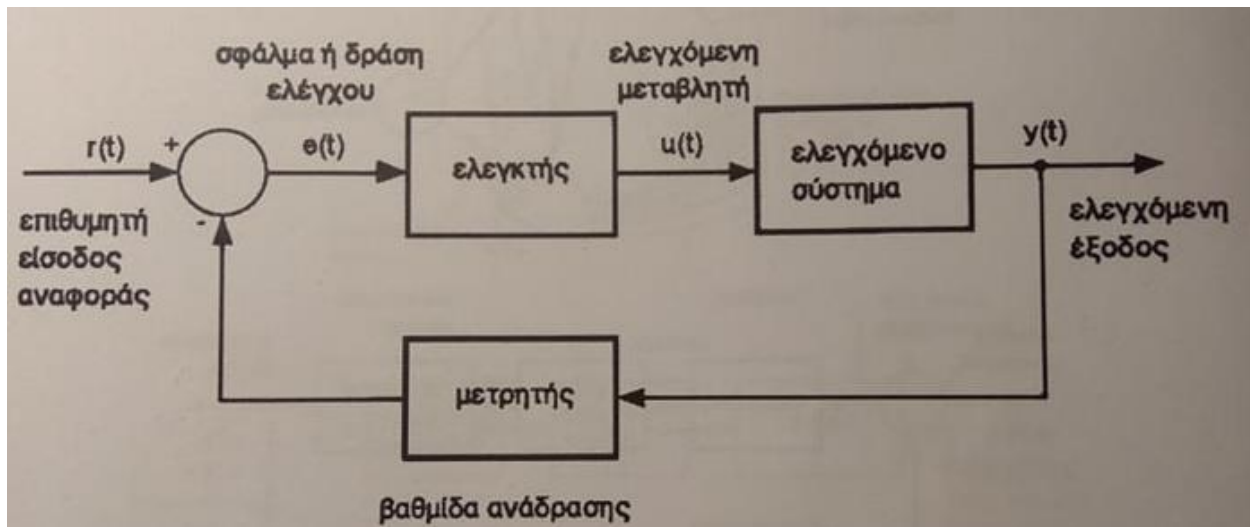 σφάλμα ή δράση
ελέγχου
ελεγχόμενη
μεταβλητή
r(t)
+
e(t)
ελεγκτής
u(t)
ελεγχόμενο
σύστημα
y(t)
-
επιθυμητή
είσοδος
αναφοράς
ελεγχόμενη
έξοδος
μετρητής
βαθμίδα ανάδρασης